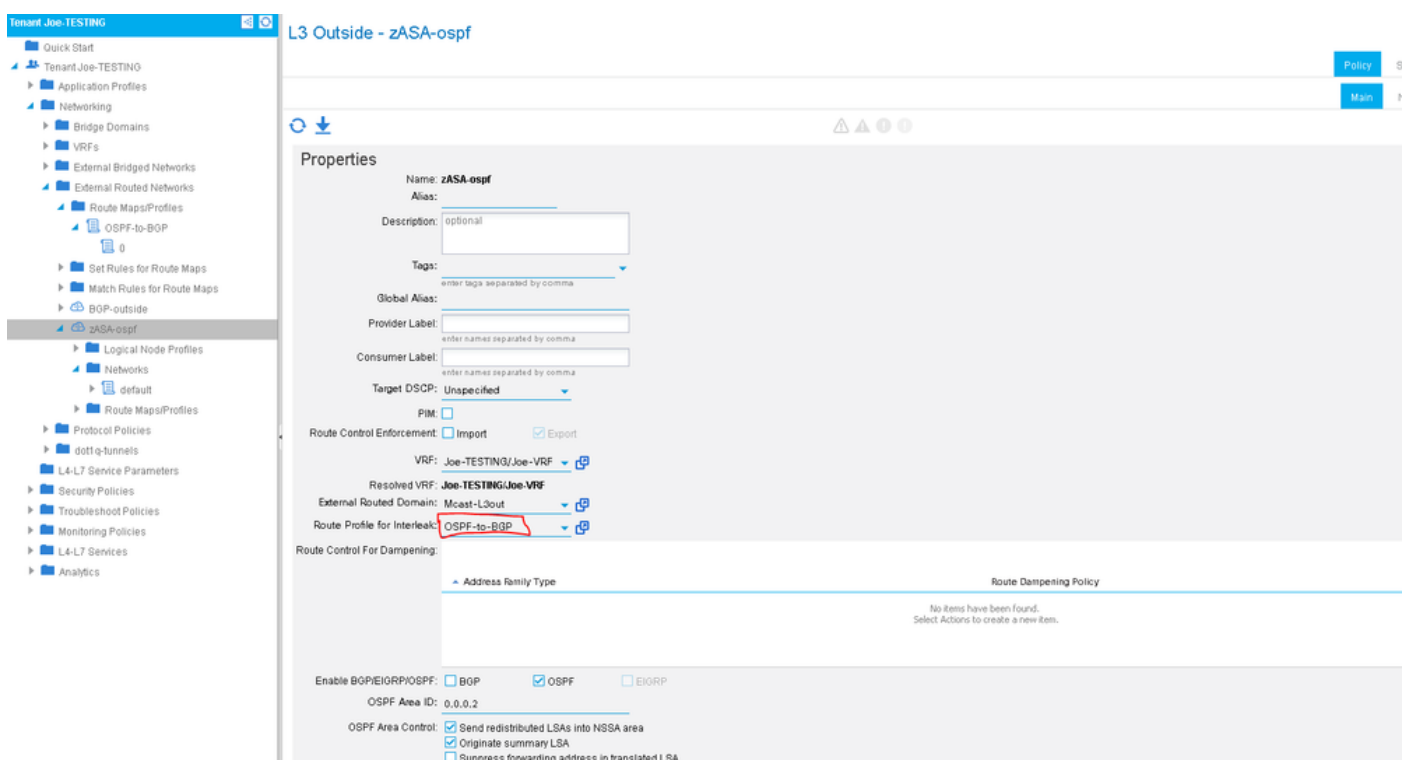 Tenant Joe-TESTING
Quick Start
Tenant Joe-TESTING
Application Profiles
Networking
Bridge Domains
VRFs
External Bridged Networks
External Routed Networks
Route Maps/Profiles
OSPF-to-BGP
0
Set Rules for Route Maps
Match Rules for Route Maps
BGP-outside
zASA-ospf
Logical Node Profiles
Networks
default
Route Maps/Profiles
Protocol Policies
dot1q-tunnels
L4-L7 Service Parameters
Security Policies
Troubleshoot Policies
Monitoring Policies
L4-L7 Services
Analytics
L3 Outside - zASA-ospf
Policy
Main
Properties
Name: zASA-ospf
Alias:
Description: optional
Tags:
enter tags separated by comma
Global Alias:
Provider Label:
enter names separated by comma
Consumer Label:
enter names separated by comma
Target DSCP: Unspecified
PIM:
Route Control Enforcement: Import Export
VRF: Joe-TESTING/Joe-VRF
Resolved VRF: Joe-TESTING/Joe-VRF
External Routed Domain: Mcast-L3out
Route Profile for Interleak: OSPF-to-BGP
Route Control For Dampening:
Address Family Type Route Dampening Policy
No items have been found.
Select Actions to create a new item.
Enable BGP/EIGRP/OSPF: BGP OSPF EIGRP
OSPF Area ID: 0.0.0.2
OSPF Area Control: Send redistributed LSAs into NSSA area
Originate summary LSA
Suppress forwarding address in translated LSA